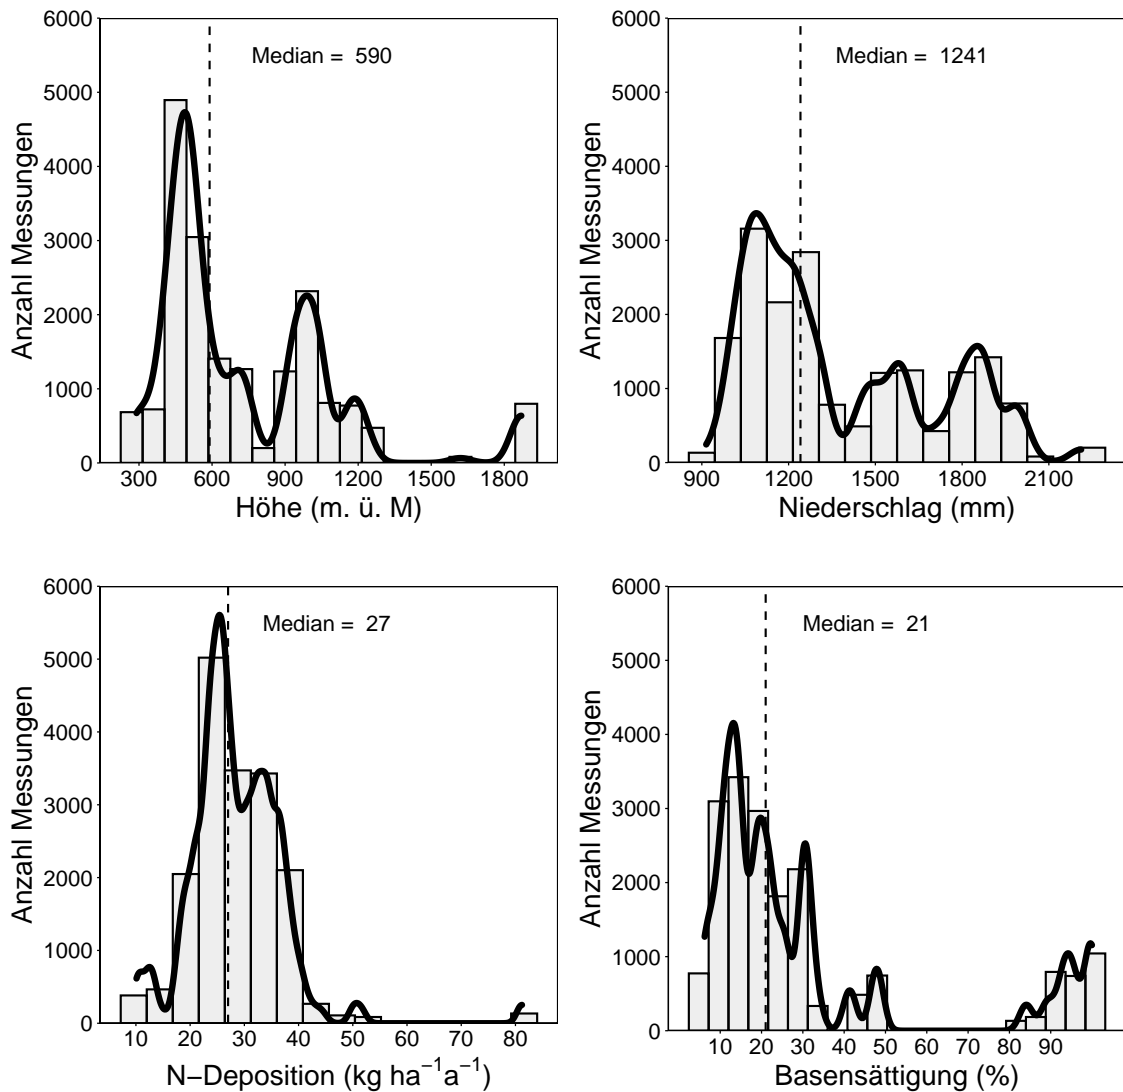 Median = 590
Anzahl Messungen
6000
5000
4000
3000
2000
1000
0
300 600 900 1200 1500 1800
Höhe (m. ü. M)
Median = 1241
Anzahl Messungen
6000
5000
4000
3000
2000
1000
0
900 1200 1500 1800 2100
Niederschlag (mm)
Median = 27
Anzahl Messungen
6000
5000
4000
3000
2000
1000
0
10 20 30 40 50 60 70 80
N−Deposition (kg ha⁻¹a⁻¹)
Median = 21
Anzahl Messungen
6000
5000
4000
3000
2000
1000
0
10 20 30 40 50 60 70 80 90
Basensättigung (%)